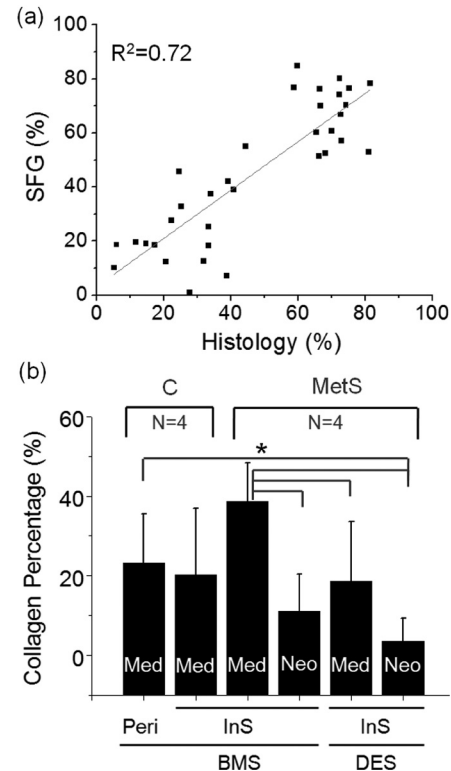 (a)
R²=0.72
SFG (%)
100
80
60
40
20
0
0 20 40 60 80 100
Histology (%)
(b)
C MetS
N=4 N=4
*
Collagen Percentage (%)
60
40
20
0
Med Med Med Neo Med Neo
Peri InS InS
BMS DES